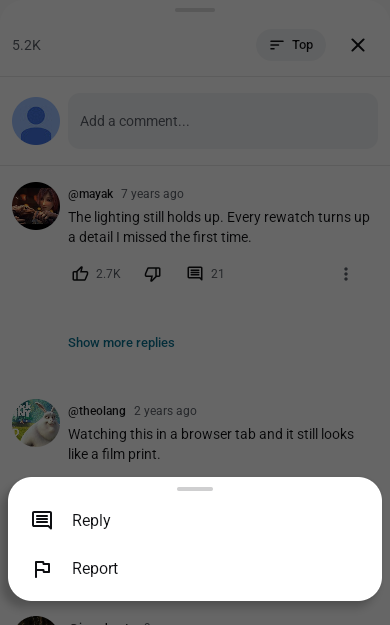 5.2K
Top
Add a comment...
@mayak 7 years ago
The lighting still holds up. Every rewatch turns up
a detail I missed the first time.
2.7K
21
Show more replies
@theolang 2 years ago
Watching this in a browser tab and it still looks
like a film print.
Reply
Report